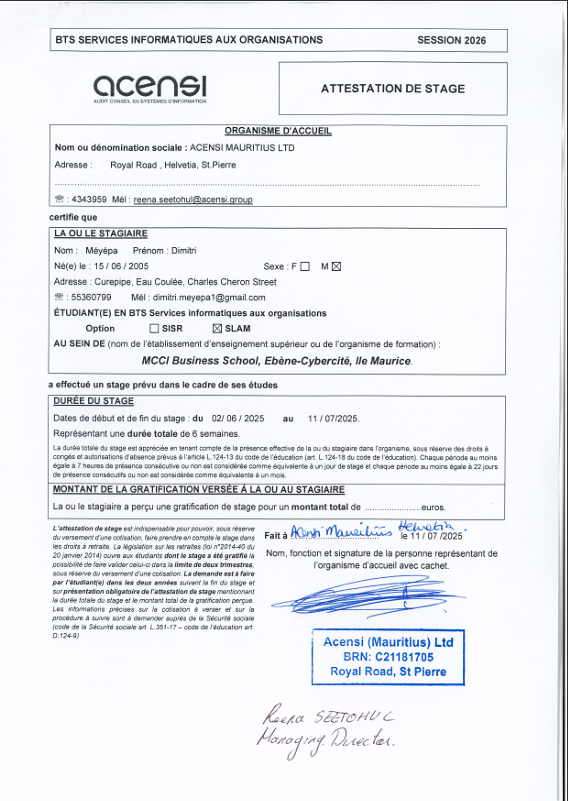 BTS SERVICES INFORMATIQUES AUX ORGANISATIONS SESSION 2026
acensi
AUDIT CONSEIL EN SYSTÈMES D'INFORMATION
ATTESTATION DE STAGE
ORGANISME D'ACCUEIL
Nom ou dénomination sociale : ACENSI MAURITIUS LTD
Adresse : Royal Road , Helvetia, St.Pierre
☏ : 4343959 Mél : reena.seetohul@acensi.group
certifie que
LA OU LE STAGIAIRE
Nom : Méyépa Prénom : Dimitri
Né(e) le : 15 / 06 / 2005 Sexe : F ☐ M ☒
Adresse : Curepipe, Eau Coulée, Charles Cheron Street
☏ : 55360799 Mél : dimitri.meyepa1@gmail.com
ÉTUDIANT(E) EN BTS Services informatiques aux organisations
Option ☐ SISR ☒ SLAM
AU SEIN DE (nom de l'établissement d'enseignement supérieur ou de l'organisme de formation) :
MCCI Business School, Ebène-Cybercité, Ile Maurice.
a effectué un stage prévu dans le cadre de ses études
DURÉE DU STAGE
Dates de début et de fin du stage : du 02/ 06 / 2025 au 11 / 07/2025.
Représentant une durée totale de 6 semaines.
La durée totale du stage est appréciée en tenant compte de la présence effective de la ou du stagiaire dans l'organisme, sous réserve des droits à
congés et autorisations d'absence prévus à l'article L.124-13 du code de l'éducation (art. L.124-18 du code de l'éducation). Chaque période au moins
égale à 7 heures de présence consécutive ou non est considérée comme équivalente à un jour de stage et chaque période au moins égale à 22 jours
de présence consécutifs ou non est considérée comme équivalente à un mois.
MONTANT DE LA GRATIFICATION VERSÉE À LA OU AU STAGIAIRE
La ou le stagiaire a perçu une gratification de stage pour un montant total de ........................euros.
L'attestation de stage est indispensable pour pouvoir, sous réserve
du versement d'une cotisation, faire prendre en compte le stage dans
les droits à retraite. La législation sur les retraites (loi n°2014-40 du
20 janvier 2014) ouvre aux étudiants dont le stage a été gratifié la
possibilité de faire valider celui-ci dans la limite de deux trimestres,
sous réserve du versement d'une cotisation. La demande est à faire
par l'étudiant(e) dans les deux années suivant la fin du stage et
sur présentation obligatoire de l'attestation de stage mentionnant
la durée totale du stage et le montant total de la gratification perçue.
Les informations précises sur la cotisation à verser et sur la
procédure à suivre sont à demander auprès de la Sécurité sociale
(code de la Sécurité sociale art. L.351-17 – code de l'éducation art.
D.124-9)
Fait à Acensi Mauritius Helvetia. le 11 / 07 /2025
Nom, fonction et signature de la personne représentant de
l'organisme d'accueil avec cachet.
Acensi (Mauritius) Ltd
BRN: C21181705
Royal Road, St Pierre
Reena SEETOHUL
Managing Director.